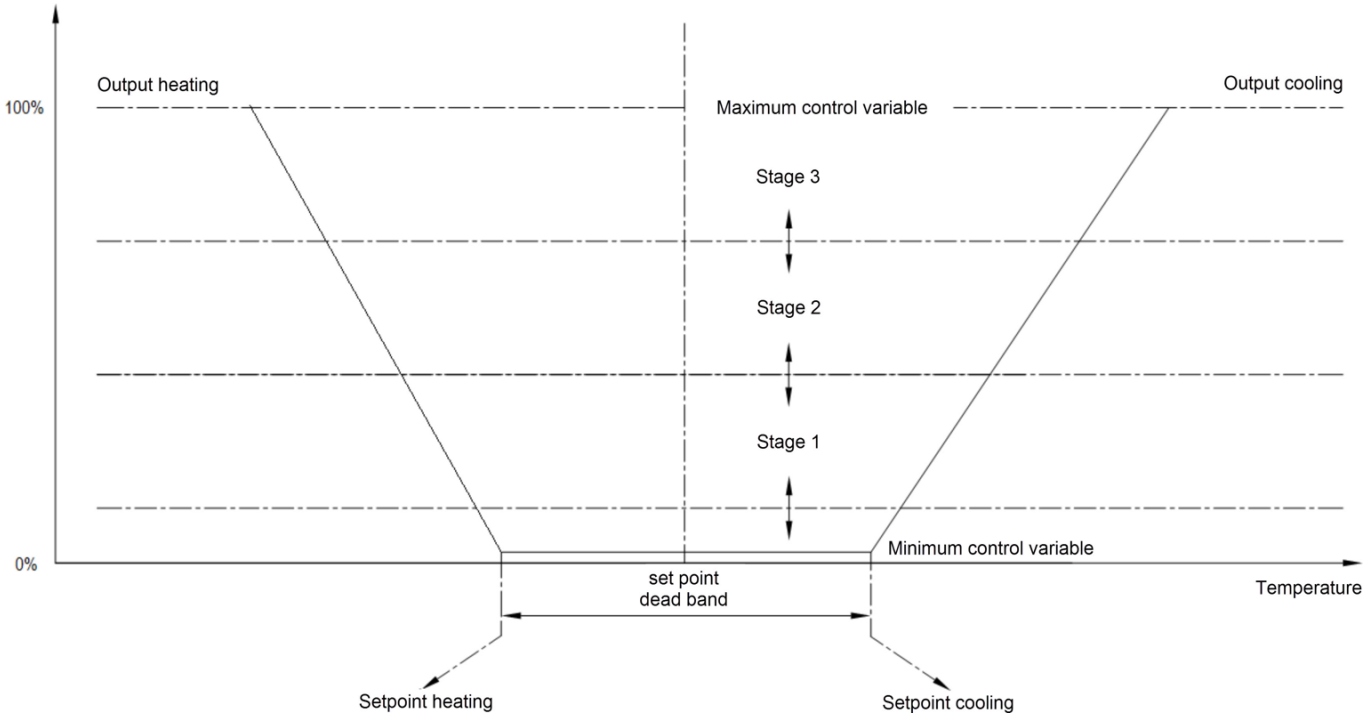 Output heating
Output cooling
100%
Maximum control variable
Stage 3
Stage 2
Stage 1
Minimum control variable
0%
set point
dead band
Temperature
Setpoint heating
Setpoint cooling